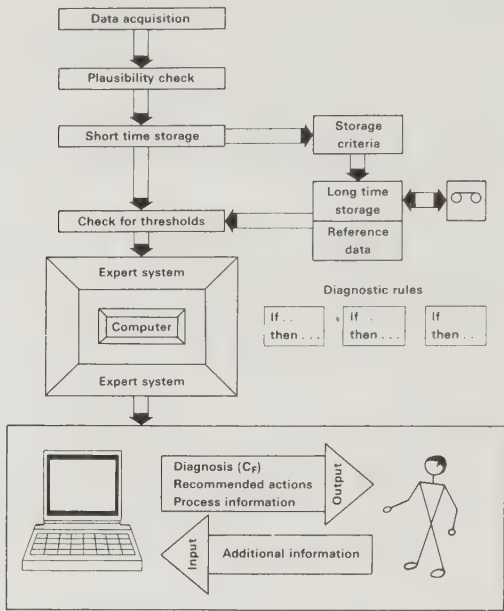 Data acquisition
Plausibility check
Short time storage
Storage
criteria
Long time
storage
Check for thresholds
Reference
data
Expert system
Computer
Expert system
Diagnostic rules
If . .
then . . .
If .
then . . .
If
then . . .
Diagnosis (CF)
Recommended actions
Process information
Output
Input
Additional information